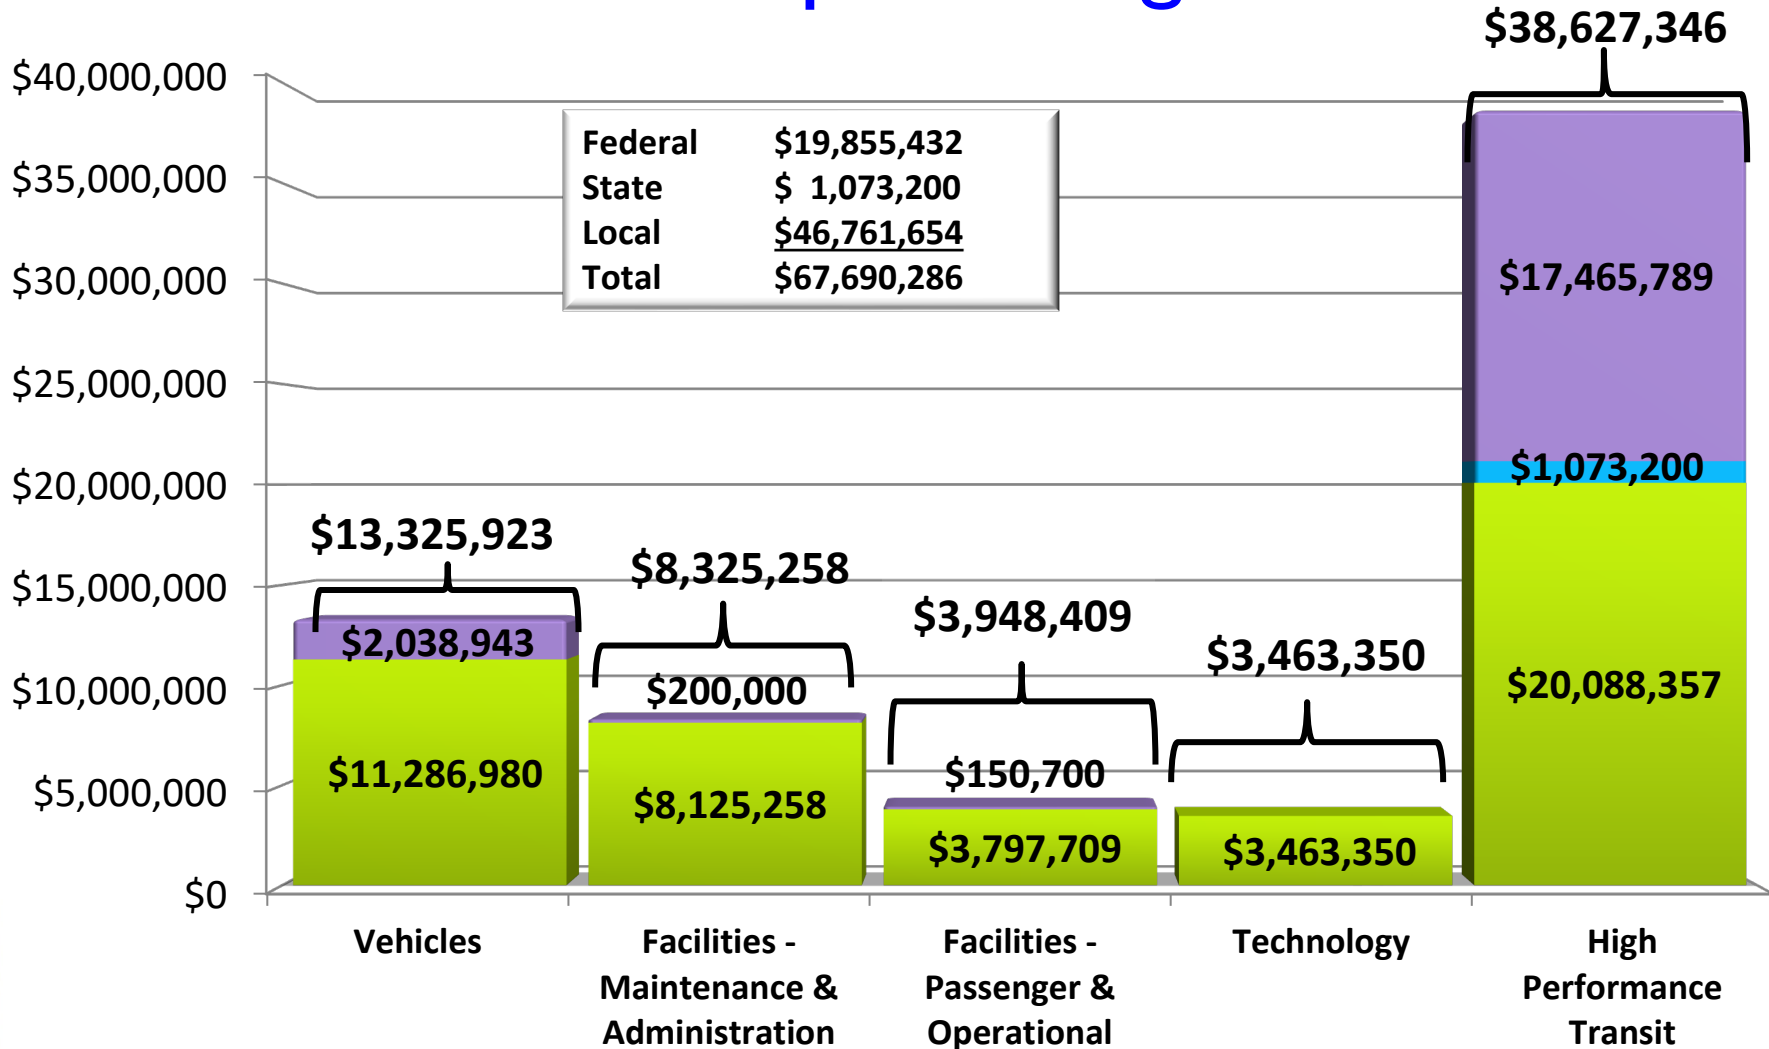 $38,627,346
$40,000,000
$35,000,000
$30,000,000
$25,000,000
$20,000,000
$15,000,000
$10,000,000
$5,000,000
$0
Federal $19,855,432
State $ 1,073,200
Local $46,761,654
Total $67,690,286
$13,325,923
$2,038,943
$11,286,980
$8,325,258
$200,000
$8,125,258
$3,948,409
$150,700
$3,797,709
$3,463,350
$3,463,350
$17,465,789
$1,073,200
$20,088,357
Vehicles
Facilities -
Maintenance &
Administration
Facilities -
Passenger &
Operational
Technology
High
Performance
Transit